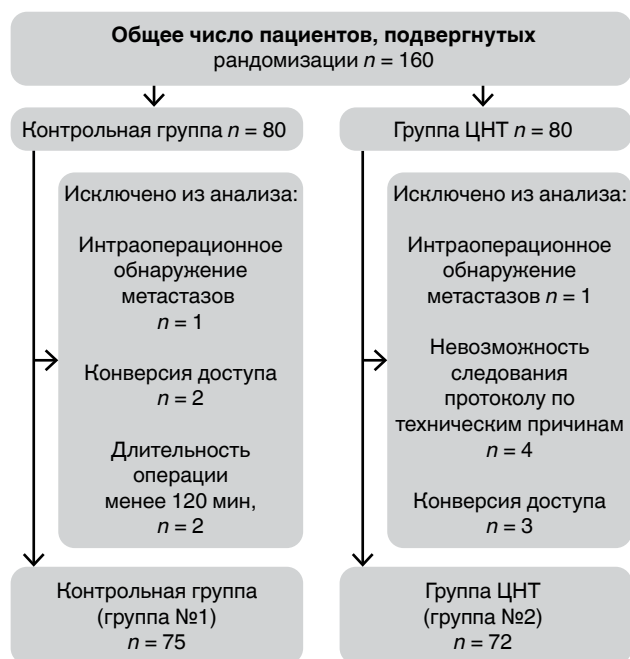 Общее число пациентов, подвергнутых
рандомизации n = 160
Контрольная группа n = 80
Группа ЦНТ n = 80
Исключено из анализа:
Интраоперационное
обнаружение
метастазов
n = 1
Конверсия доступа
n = 2
Длительность
операции
менее 120 мин,
n = 2
Исключено из анализа:
Интраоперационное
обнаружение
метастазов n = 1
Невозможность
следования
протоколу по
техническим причинам
n = 4
Конверсия доступа
n = 3
Контрольная группа
(группа №1)
n = 75
Группа ЦНТ
(группа №2)
n = 72